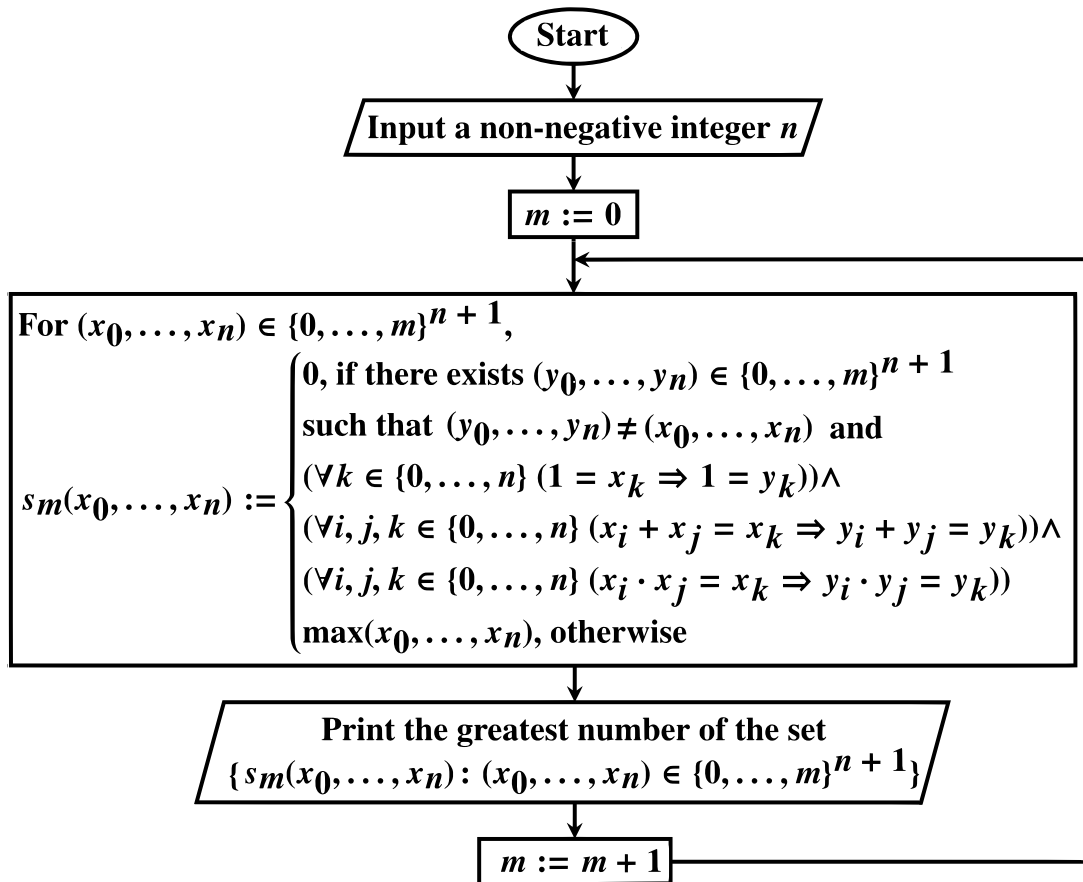 Start
Input a non-negative integer n
m := 0
For (x₀, . . . , xₙ) ∈ {0, . . . , m}ⁿ ⁺ ¹,
0, if there exists (y₀, . . . , yₙ) ∈ {0, . . . , m}ⁿ ⁺ ¹
such that (y₀, . . . , yₙ) ≠ (x₀, . . . , xₙ) and
(∀k ∈ {0, . . . , n} (1 = xₖ ⇒ 1 = yₖ))∧
sₘ(x₀, . . . , xₙ) :=
(∀i, j, k ∈ {0, . . . , n} (xᵢ + xⱼ = xₖ ⇒ yᵢ + yⱼ = yₖ))∧
(∀i, j, k ∈ {0, . . . , n} (xᵢ · xⱼ = xₖ ⇒ yᵢ · yⱼ = yₖ))
max(x₀, . . . , xₙ), otherwise
Print the greatest number of the set
{sₘ(x₀, . . . , xₙ) : (x₀, . . . , xₙ) ∈ {0, . . . , m}ⁿ ⁺ ¹}
m := m + 1